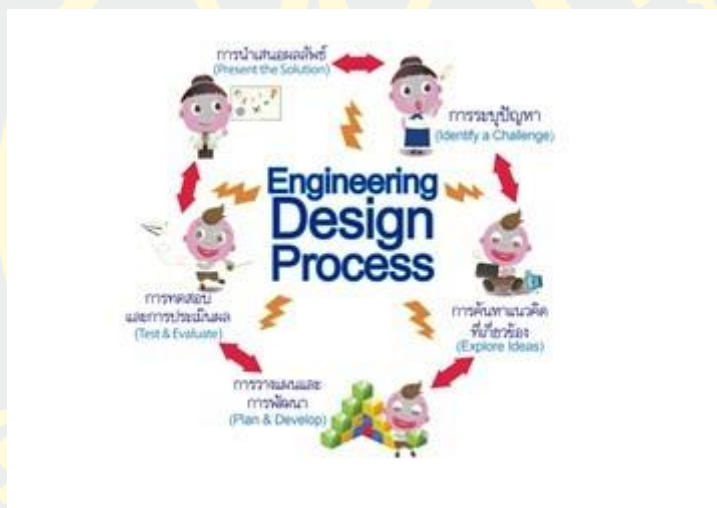 การนำเสนอผลลัพธ์
(Present the Solution)
การระบุปัญหา
(Identify a Challenge)
Engineering
Design
Process
การค้นหาแนวคิด
ที่เกี่ยวข้อง
(Explore Ideas)
การวางแผนและ
การพัฒนา
(Plan & Develop)
การทดสอบ
และการประเมินผล
(Test & Evaluate)